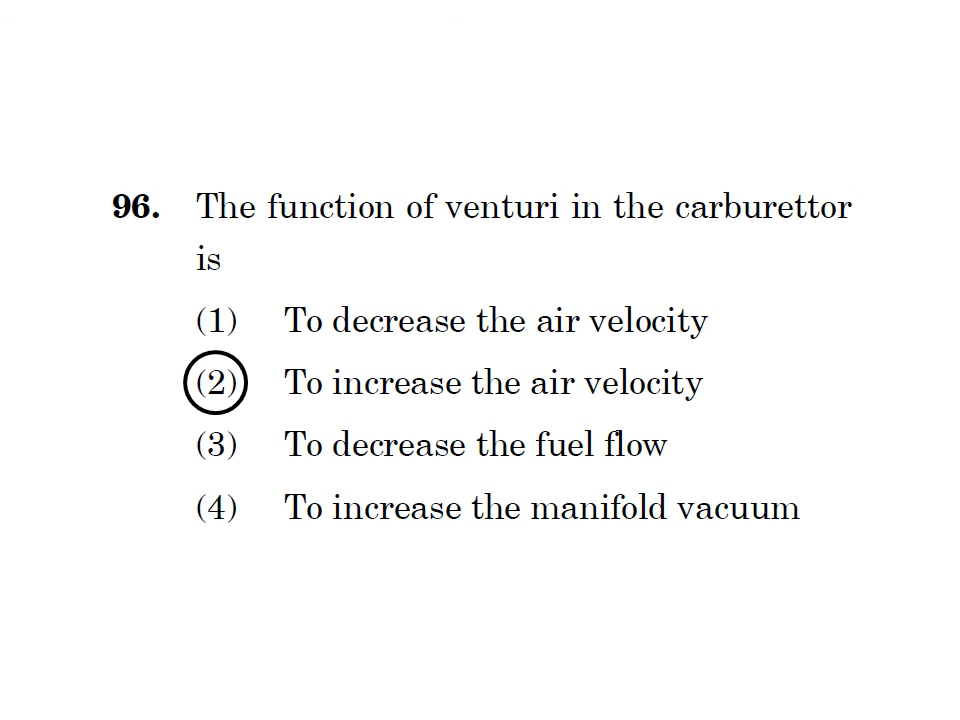 96. The function of venturi in the carburettor
is
(1) To decrease the air velocity
(2) To increase the air velocity
(3) To decrease the fuel flow
(4) To increase the manifold vacuum